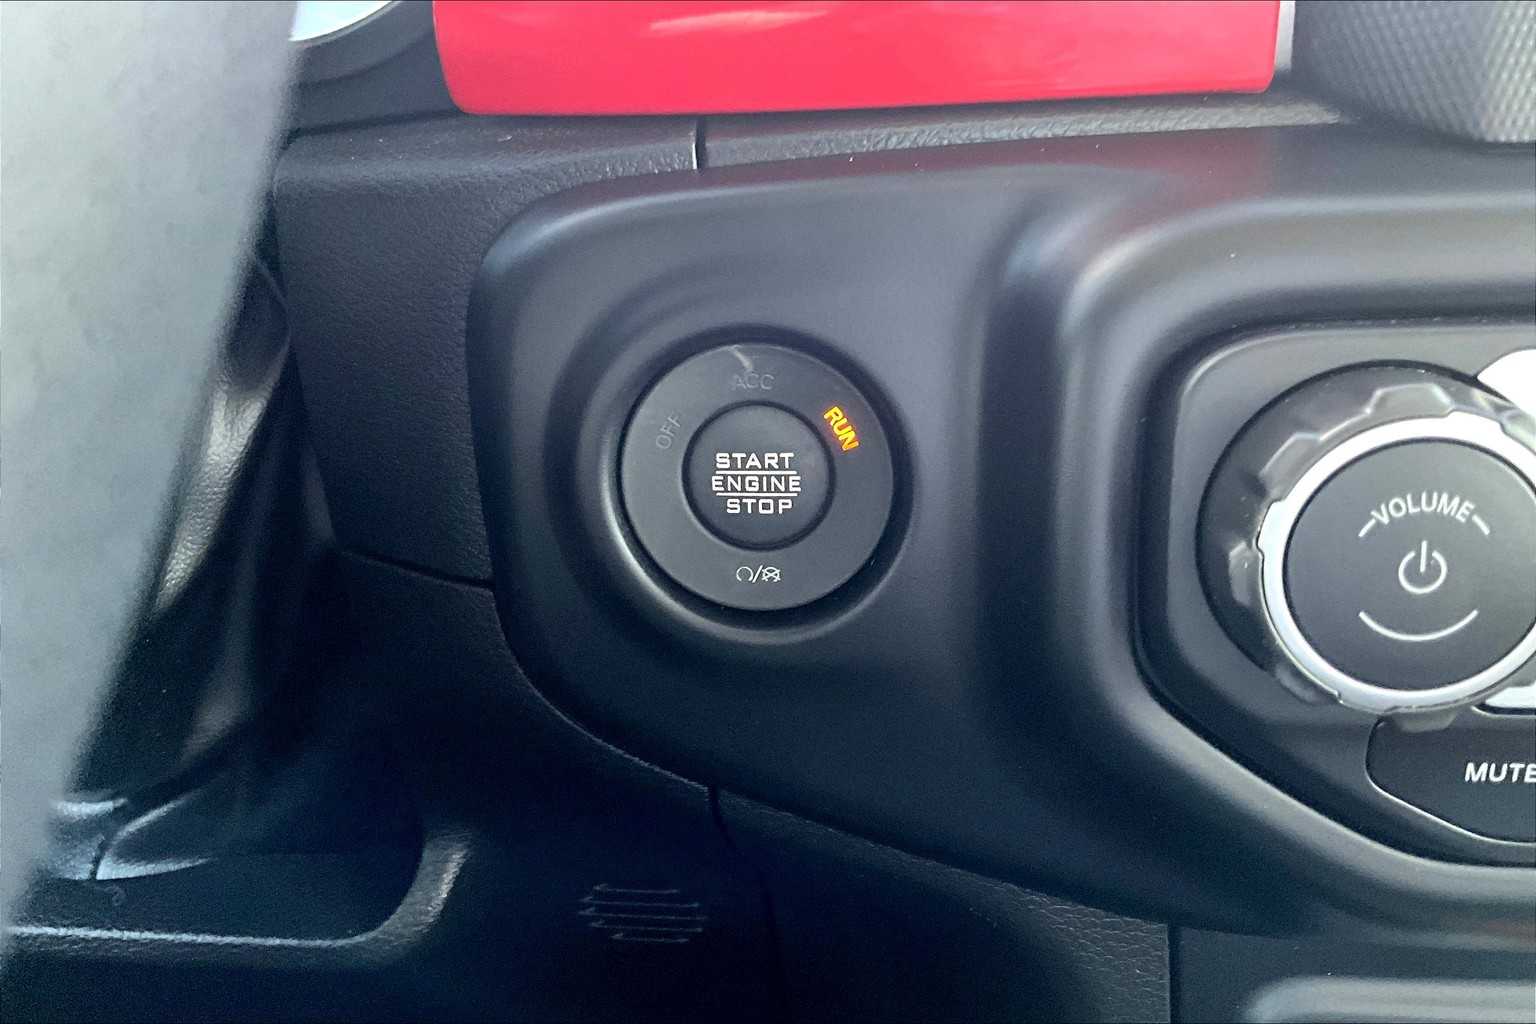 ACC
OFF
RUN
START
ENGINE
STOP
VOLUME
MUTE